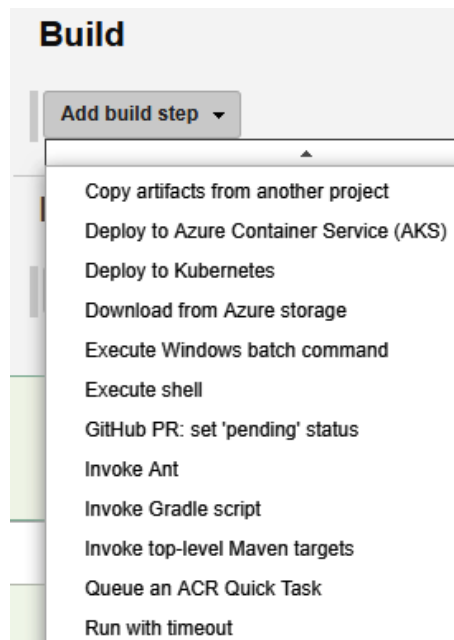 Build
Add build step
Copy artifacts from another project
Deploy to Azure Container Service (AKS)
Deploy to Kubernetes
Download from Azure storage
Execute Windows batch command
Execute shell
GitHub PR: set 'pending' status
Invoke Ant
Invoke Gradle script
Invoke top-level Maven targets
Queue an ACR Quick Task
Run with timeout